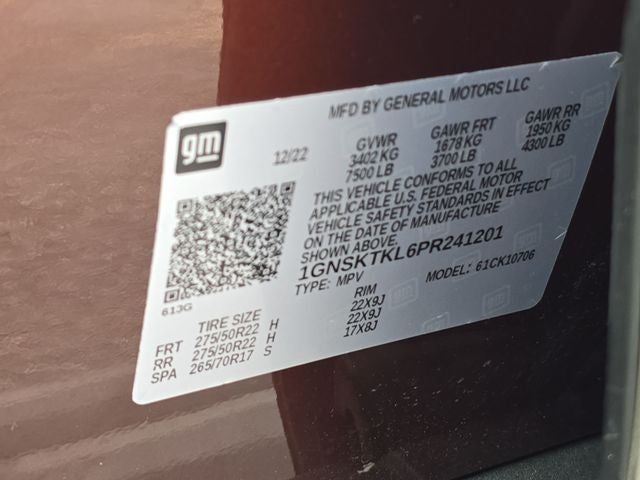 MFD BY GENERAL MOTORS LLC
gm
12/22
GVWR GAWR FRT GAWR RR
3402 KG 1678 KG 1950 KG
7500 LB 3700 LB 4300 LB
THIS VEHICLE CONFORMS TO ALL
APPLICABLE U.S. FEDERAL MOTOR
VEHICLE SAFETY STANDARDS IN EFFECT
ON THE DATE OF MANUFACTURE
SHOWN ABOVE.
1GNSKTKL6PR241201
TYPE: MPV MODEL: 61CK10706
613G
TIRE SIZE RIM
FRT 275/50R22 H 22X9J
RR 275/50R22 H 22X9J
SPA 265/70R17 S 17X8J